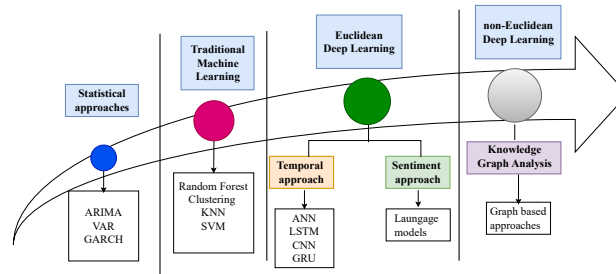 Statistical
approaches
Traditional
Machine
Learning
Euclidean
Deep Learning
non-Euclidean
Deep Learning
Temporal
approach
Sentiment
approach
Knowledge
Graph Analysis
ARIMA
VAR
GARCH
Random Forest
Clustering
KNN
SVM
ANN
LSTM
CNN
GRU
Laungage
models
Graph based
approaches